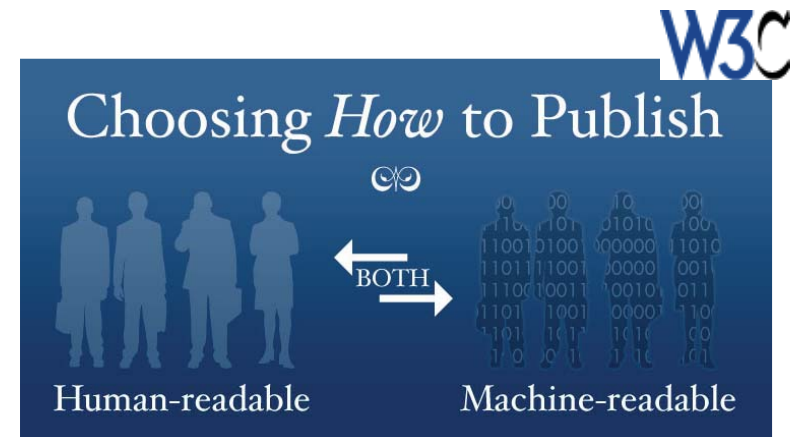 W3C
Choosing How to Publish
BOTH
Human-readable
Machine-readable